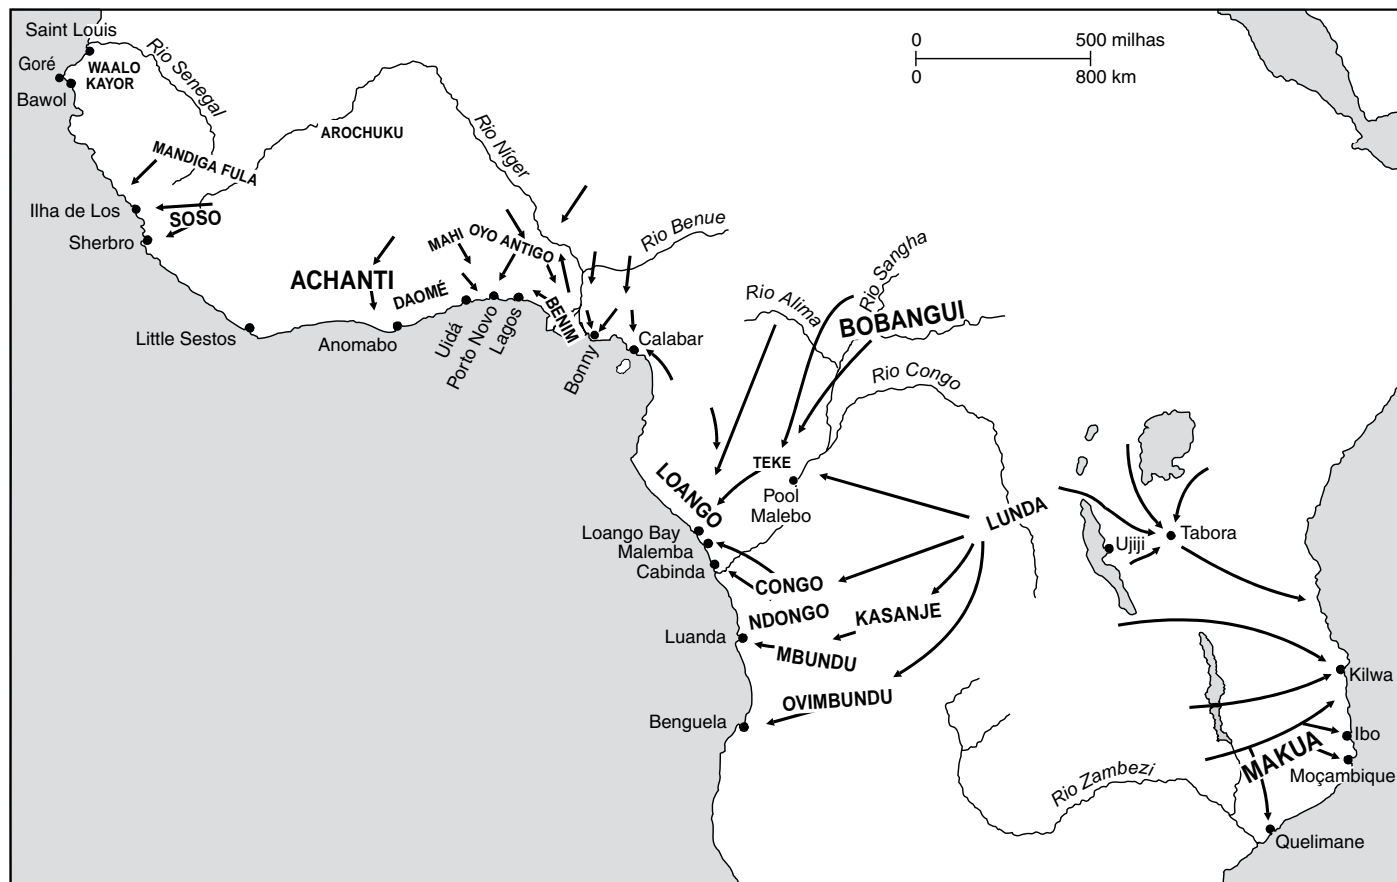 Saint Louis
Goré
WAALO
KAYOR
Bawol
Rio Senegal
0 500 milhas
0 800 km
AROCHUKU
Rio Níger
MANDIGA FULA
Ilha de Los
SOSO
Sherbro
MAHI
OYO ANTIGO
Rio Benue
ACHANTI
DAOMÉ
BENIM
Rio Alima
Rio Sangha
BOBANGUI
Little Sestos
Anomabo
Uidá
Porto Novo
Lagos
Bonny
Calabar
Rio Congo
TEKE
LOANGO
Pool
Malebo
LUNDA
Loango Bay
Malemba
Cabinda
Ujiji
Tabora
CONGO
NDONGO
KASANJE
Luanda
MBUNDU
Kilwa
OVIMBUNDU
Benguela
Ibo
MAKUA
Moçambique
Rio Zambezi
Quelimane